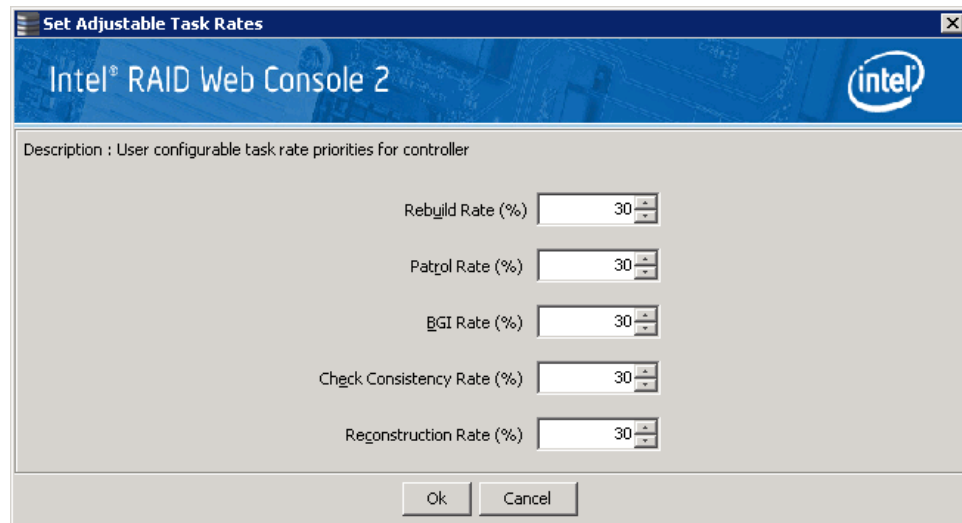 Set Adjustable Task Rates
Intel® RAID Web Console 2
intel
Description : User configurable task rate priorities for controller
Rebuild Rate (%) 30
Patrol Rate (%) 30
BGI Rate (%) 30
Check Consistency Rate (%) 30
Reconstruction Rate (%) 30
Ok Cancel